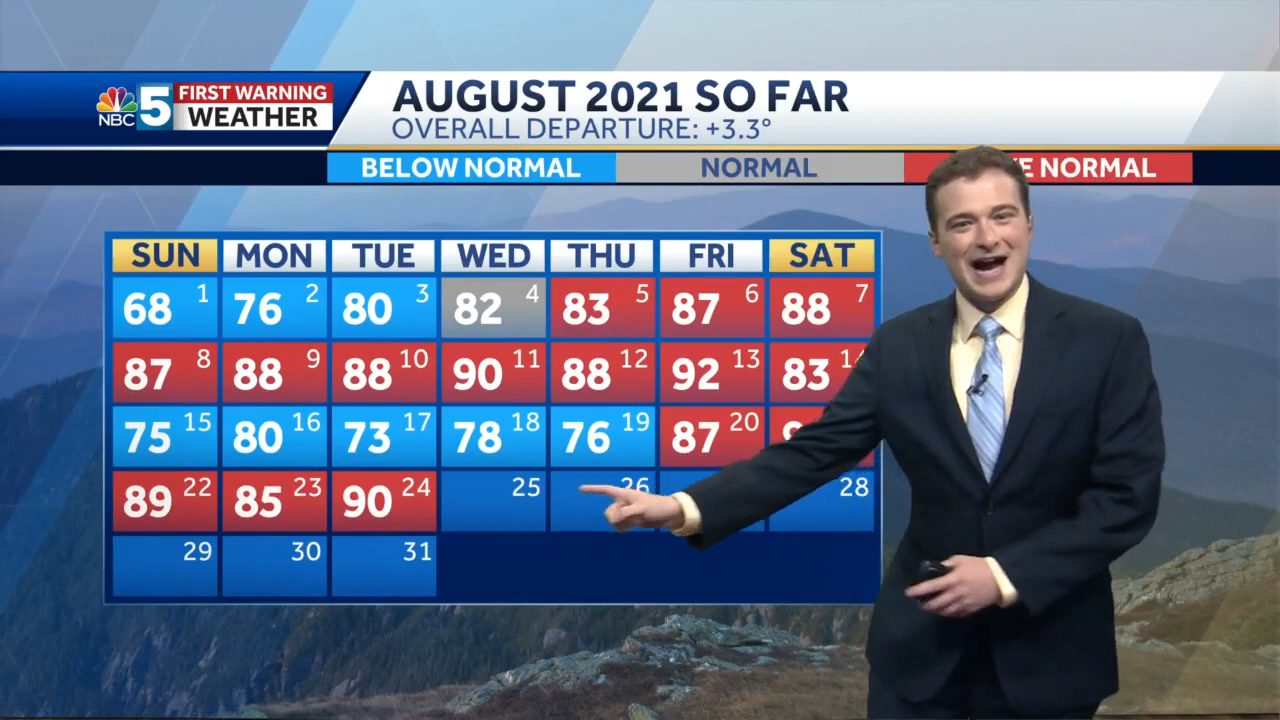 NBC 5 FIRST WARNING
WEATHER
AUGUST 2021 SO FAR
OVERALL DEPARTURE: +3.3°
BELOW NORMAL NORMAL E NORMAL
SUN MON TUE WED THU FRI SAT
68 1 76 2 80 3 82 4 83 5 87 6 88 7
87 8 88 9 88 10 90 11 88 12 92 13 83
75 15 80 16 73 17 78 18 76 19 87 20
89 22 85 23 90 24 25 26 28
29 30 31